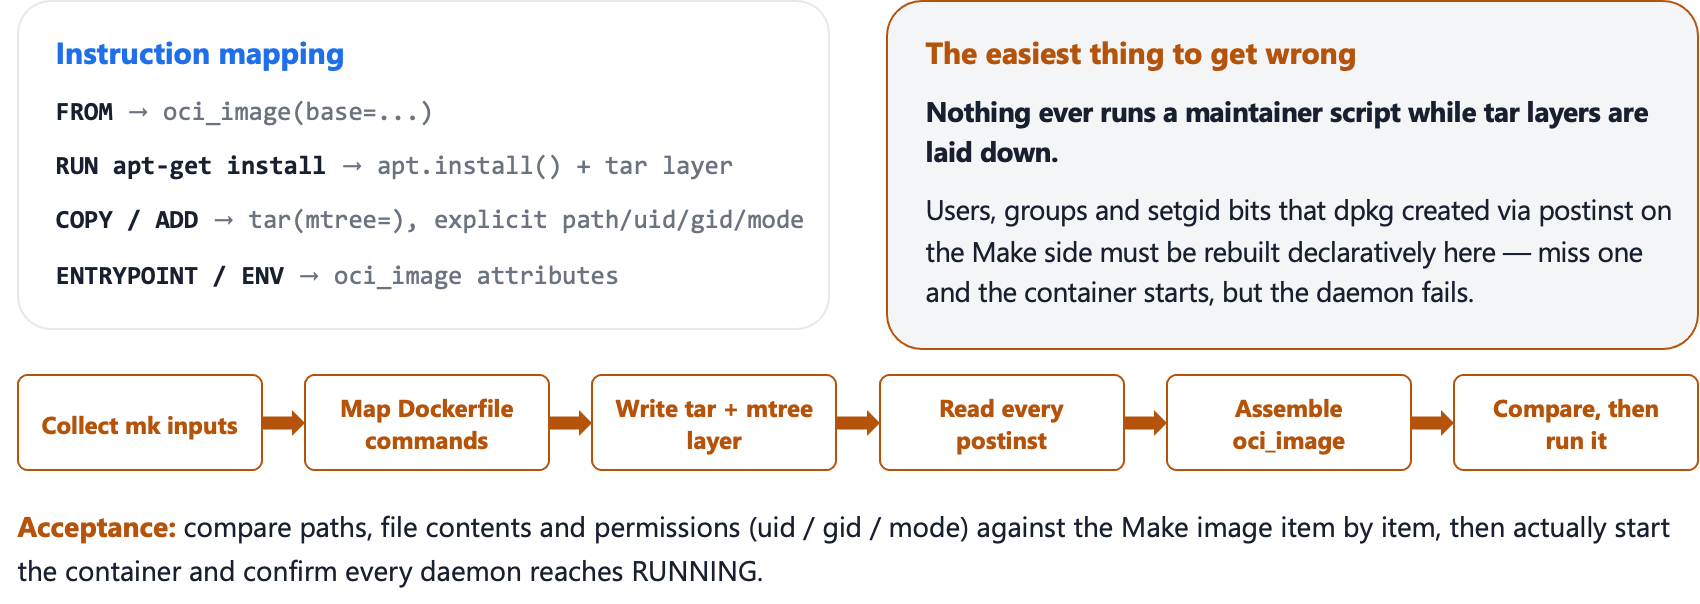 Instruction mapping
FROM → oci_image(base=...)
RUN apt-get install → apt.install() + tar layer
COPY / ADD → tar(mtree=), explicit path/uid/gid/mode
ENTRYPOINT / ENV → oci_image attributes
The easiest thing to get wrong
Nothing ever runs a maintainer script while tar layers are
laid down.
Users, groups and setgid bits that dpkg created via postinst on
the Make side must be rebuilt declaratively here — miss one
and the container starts, but the daemon fails.
Collect mk inputs
Map Dockerfile
commands
Write tar + mtree
layer
Read every
postinst
Assemble
oci_image
Compare, then
run it
Acceptance: compare paths, file contents and permissions (uid / gid / mode) against the Make image item by item, then actually start
the container and confirm every daemon reaches RUNNING.